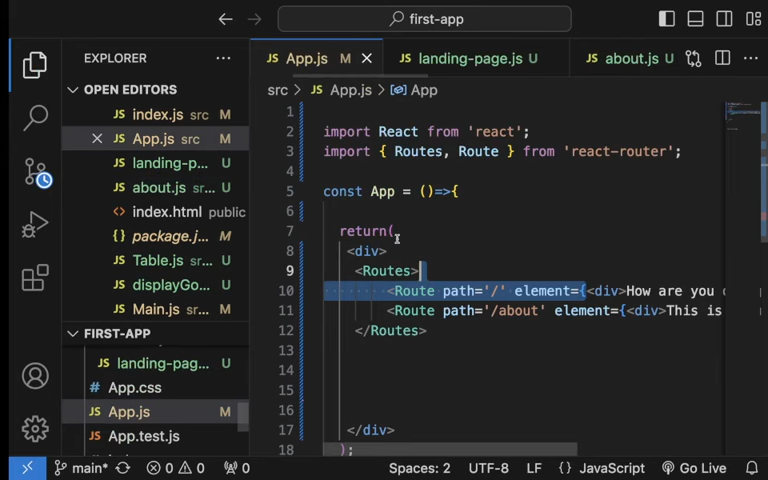 first-app
EXPLORER ...
OPEN EDITORS
JS index.js src M
JS App.js src M
JS landing-p... U
JS about.js sr... U
<> index.html public
{} package.j... M
JS Table.js src M
JS displayGo...
JS Main.js src M
FIRST-APP
JS landing-pag... U
# App.css
JS App.js M
JS App.test.js M
JS App.js M
JS landing-page.js U
JS about.js U
src > JS App.js > App
1
2 import React from 'react';
3 import { Routes, Route } from 'react-router';
4
5 const App = ()=>{
6
7 return(
8 <div>
9 <Routes>
10 <Route path='/' element={<div>How are you
11 <Route path='/about' element={<div>This is
12 </Routes>
13
14
15
16
17 </div>
18 );
main* 0 0 0 Spaces: 2 UTF-8 LF {} JavaScript Go Live